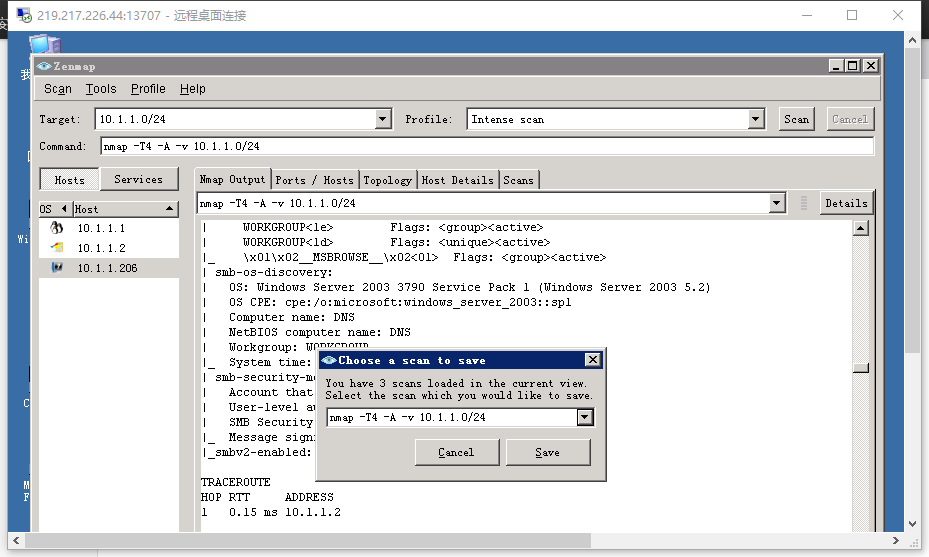 219.217.226.44:13707 - 远程桌面连接
Zenmap
Scan Tools Profile Help
Target: 10.1.1.0/24 Profile: Intense scan Scan Cancel
Command: nmap -T4 -A -v 10.1.1.0/24
Hosts Services
Nmap Output Ports / Hosts Topology Host Details Scans
OS Host
nmap -T4 -A -v 10.1.1.0/24 Details
10.1.1.1
10.1.1.2
10.1.1.206
| WORKGROUP<1e> Flags: <group><active>
| WORKGROUP<1d> Flags: <unique><active>
|_ \x01\x02__MSBROWSE__\x02<01> Flags: <group><active>
| smb-os-discovery:
| OS: Windows Server 2003 3790 Service Pack 1 (Windows Server 2003 5.2)
| OS CPE: cpe:/o:microsoft:windows_server_2003::sp1
| Computer name: DNS
| NetBIOS computer name: DNS
| Workgroup: WORKGROUP
|_ System time:
| smb-security-mo
| Account that
| User-level au
| SMB Security
|_ Message signi
|_smbv2-enabled:
TRACEROUTE
HOP RTT ADDRESS
1 0.15 ms 10.1.1.2
Choose a scan to save
You have 3 scans loaded in the current view.
Select the scan which you would like to save.
nmap -T4 -A -v 10.1.1.0/24
Cancel Save
我
Wi
C
M
F